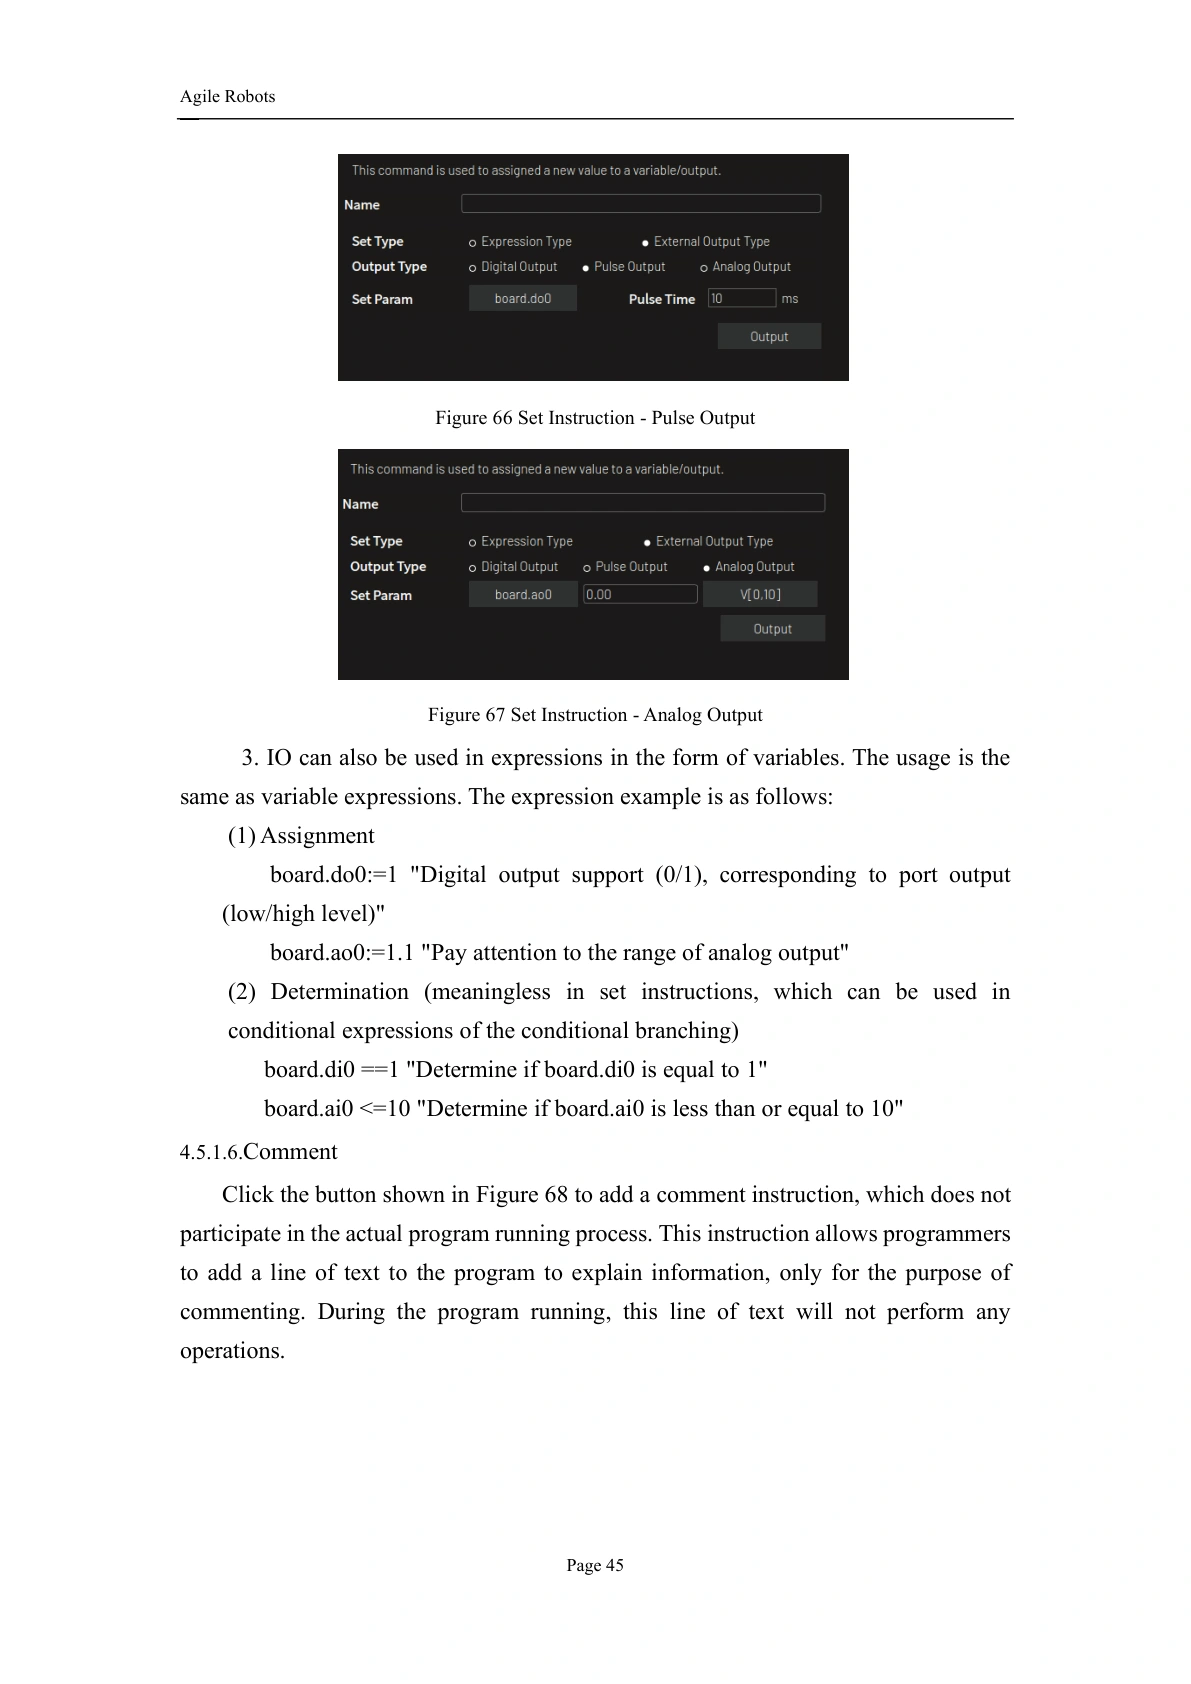 Agile Robots
This command is used to assigned a new value to a variable/output.
Name
Set Type Expression Type External Output Type
Output Type Digital Output Pulse Output Analog Output
Set Param board.do0 Pulse Time 10 ms
Output
Figure 66 Set Instruction - Pulse Output
This command is used to assigned a new value to a variable/output.
Name
Set Type Expression Type External Output Type
Output Type Digital Output Pulse Output Analog Output
Set Param board.ao0 0.00 V[0,10]
Output
Figure 67 Set Instruction - Analog Output
3. IO can also be used in expressions in the form of variables. The usage is the
same as variable expressions. The expression example is as follows:
(1) Assignment
board.do0:=1 "Digital output support (0/1), corresponding to port output
(low/high level)"
board.ao0:=1.1 "Pay attention to the range of analog output"
(2) Determination (meaningless in set instructions, which can be used in
conditional expressions of the conditional branching)
board.di0 ==1 "Determine if board.di0 is equal to 1"
board.ai0 <=10 "Determine if board.ai0 is less than or equal to 10"
4.5.1.6.Comment
Click the button shown in Figure 68 to add a comment instruction, which does not
participate in the actual program running process. This instruction allows programmers
to add a line of text to the program to explain information, only for the purpose of
commenting. During the program running, this line of text will not perform any
operations.
Page 45